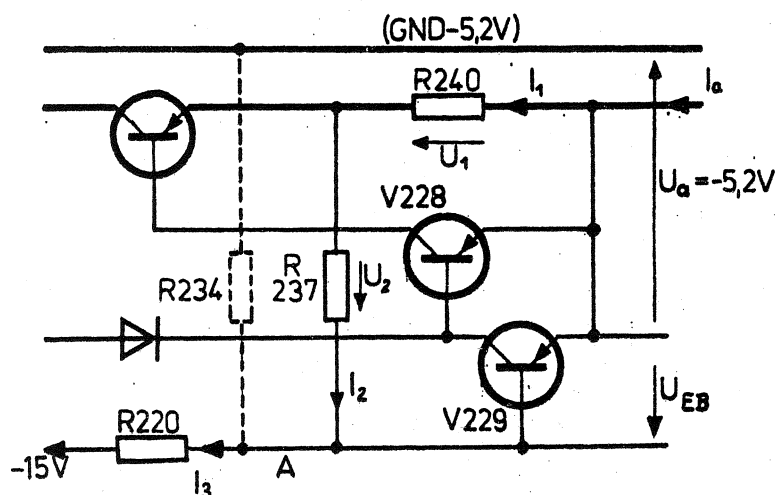 (GND-5,2V)
R240
I1
Ia
U1
Ua=-5,2V
V228
R234
R
237
U2
I2
V229
UEB
R220
-15V
I3
A